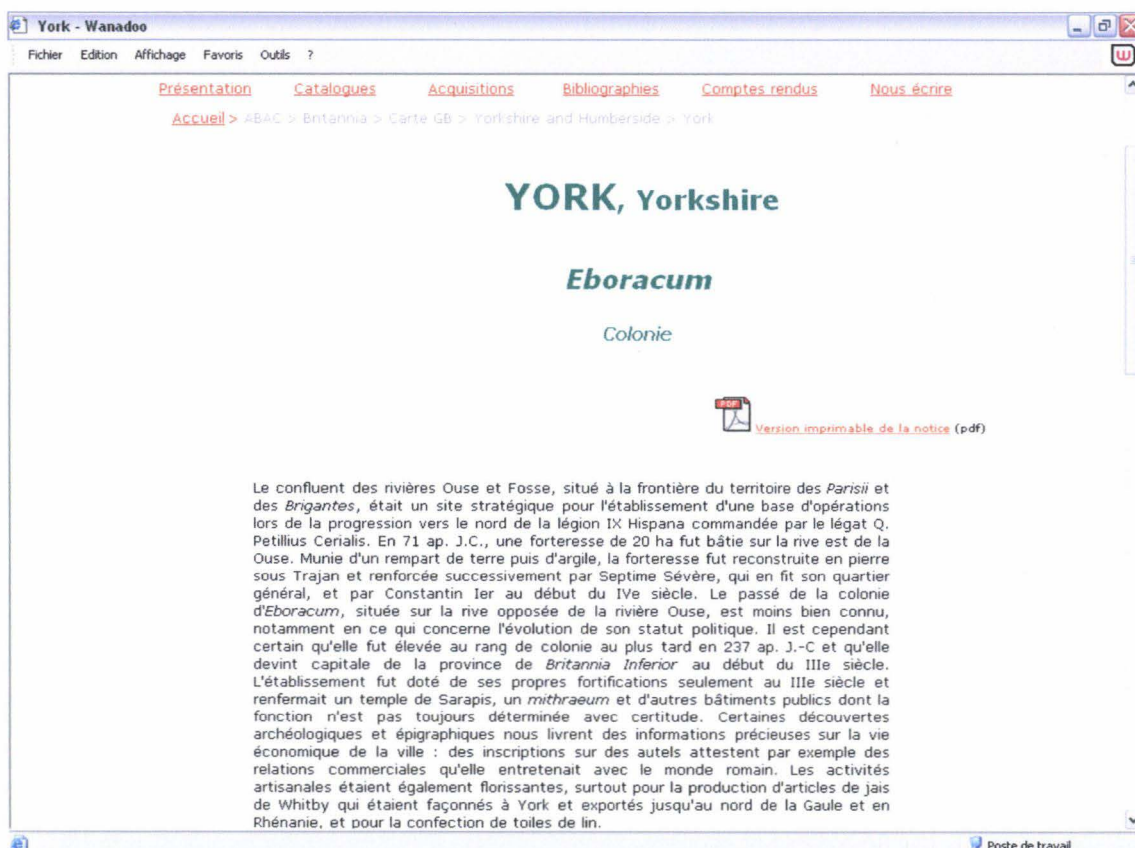 York - Wanadoo
Fichier Edition Affichage Favoris Outils ?
Présentation Catalogues Acquisitions Bibliographies Comptes rendus Nous écrire
Accueil > ABAC > Britannia > Carte GB > Yorkshire and Humberside > York
YORK, Yorkshire
Eboracum
Colonie
PDF
Version imprimable de la notice (pdf)
Le confluent des rivières Ouse et Fosse, situé à la frontière du territoire des Parisii et
des Brigantes, était un site stratégique pour l'établissement d'une base d'opérations
lors de la progression vers le nord de la légion IX Hispana commandée par le légat Q.
Petillius Cerialis. En 71 ap. J.C., une forteresse de 20 ha fut bâtie sur la rive est de la
Ouse. Munie d'un rempart de terre puis d'argile, la forteresse fut reconstruite en pierre
sous Trajan et renforcée successivement par Septime Sévère, qui en fit son quartier
général, et par Constantin Ier au début du IVe siècle. Le passé de la colonie
d'Eboracum, située sur la rive opposée de la rivière Ouse, est moins bien connu,
notamment en ce qui concerne l'évolution de son statut politique. Il est cependant
certain qu'elle fut élevée au rang de colonie au plus tard en 237 ap. J.-C et qu'elle
devint capitale de la province de Britannia Inferior au début du IIIe siècle.
L'établissement fut doté de ses propres fortifications seulement au IIIe siècle et
renfermait un temple de Sarapis, un mithraeum et d'autres bâtiments publics dont la
fonction n'est pas toujours déterminée avec certitude. Certaines découvertes
archéologiques et épigraphiques nous livrent des informations précieuses sur la vie
économique de la ville : des inscriptions sur des autels attestent par exemple des
relations commerciales qu'elle entretenait avec le monde romain. Les activités
artisanales étaient également florissantes, surtout pour la production d'articles de jais
de Whitby qui étaient façonnés à York et exportés jusqu'au nord de la Gaule et en
Rhénanie, et pour la confection de toiles de lin.
Poste de travail